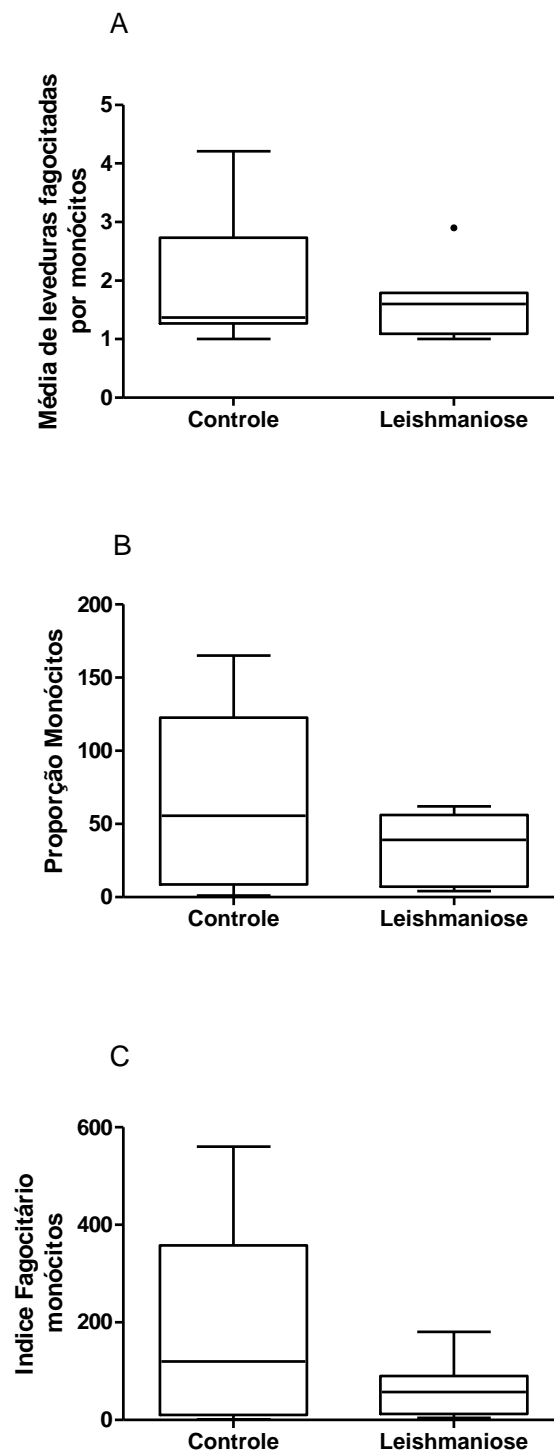 A
Média de leveduras fagocitadas
por monócitos
5
4
3
2
1
0
Controle
Leishmaniose
B
Proporção Monócitos
200
150
100
50
0
Controle
Leishmaniose
C
Indice Fagocitário
monócitos
600
400
200
0
Controle
Leishmaniose